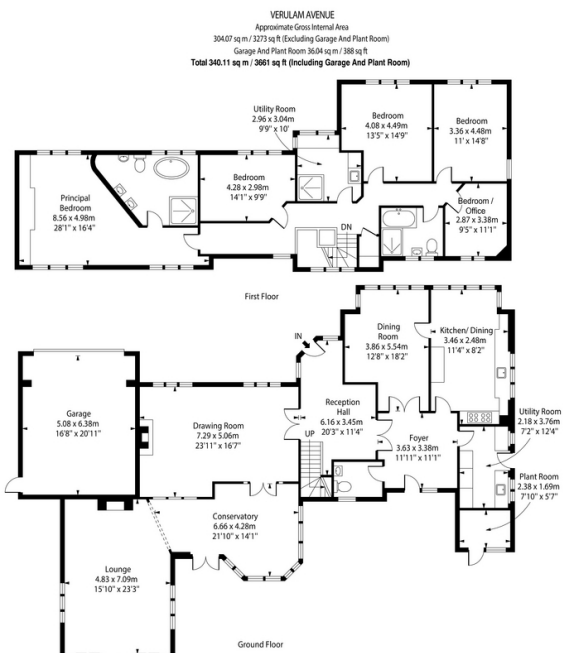 VERULAM AVENUE
Approximate Gross Internal Area
304.07 sq m / 3273 sq ft (Excluding Garage And Plant Room)
Garage And Plant Room 36.04 sq m / 388 sq ft
Total 340.11 sq m / 3661 sq ft (Including Garage And Plant Room)
Utility Room
2.96 x 3.04m
9'9" x 10'
Bedroom
4.08 x 4.49m
13'5" x 14'9"
Bedroom
3.36 x 4.48m
11' x 14'8"
Principal
Bedroom
8.56 x 4.98m
28'1" x 16'4"
Bedroom
4.28 x 2.98m
14'1" x 9'9"
Bedroom /
Office
2.87 x 3.38m
9'5" x 11'1"
DN
First Floor
IN
Dining
Room
3.86 x 5.54m
12'8" x 18'2"
Kitchen/ Dining
3.46 x 2.48m
11'4" x 8'2"
Garage
5.08 x 6.38m
16'8" x 20'11"
Drawing Room
7.29 x 5.06m
23'11" x 16'7"
Reception
Hall
6.16 x 3.45m
20'3" x 11'4"
UP
Foyer
3.63 x 3.38m
11'11" x 11'1"
Utility Room
2.18 x 3.76m
7'2" x 12'4"
Plant Room
2.38 x 1.69m
7'10" x 5'7"
Conservatory
6.66 x 4.28m
21'10" x 14'1"
Lounge
4.83 x 7.09m
15'10" x 23'3"
Ground Floor